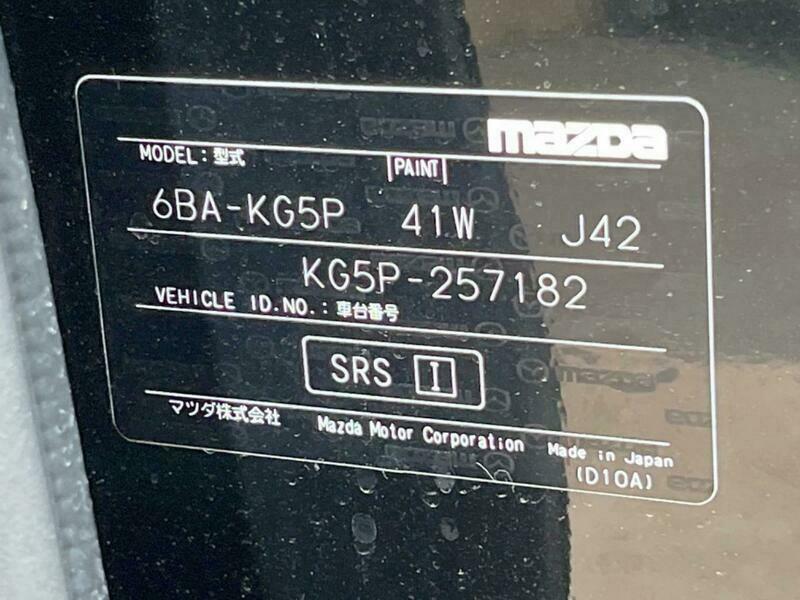 mazda
MODEL:型式 PAINT
6BA-KG5P 41W J42
KG5P-257182
VEHICLE ID.NO.:車台番号
SRS I
マツダ株式会社 Mazda Motor Corporation Made in Japan
(D10A)